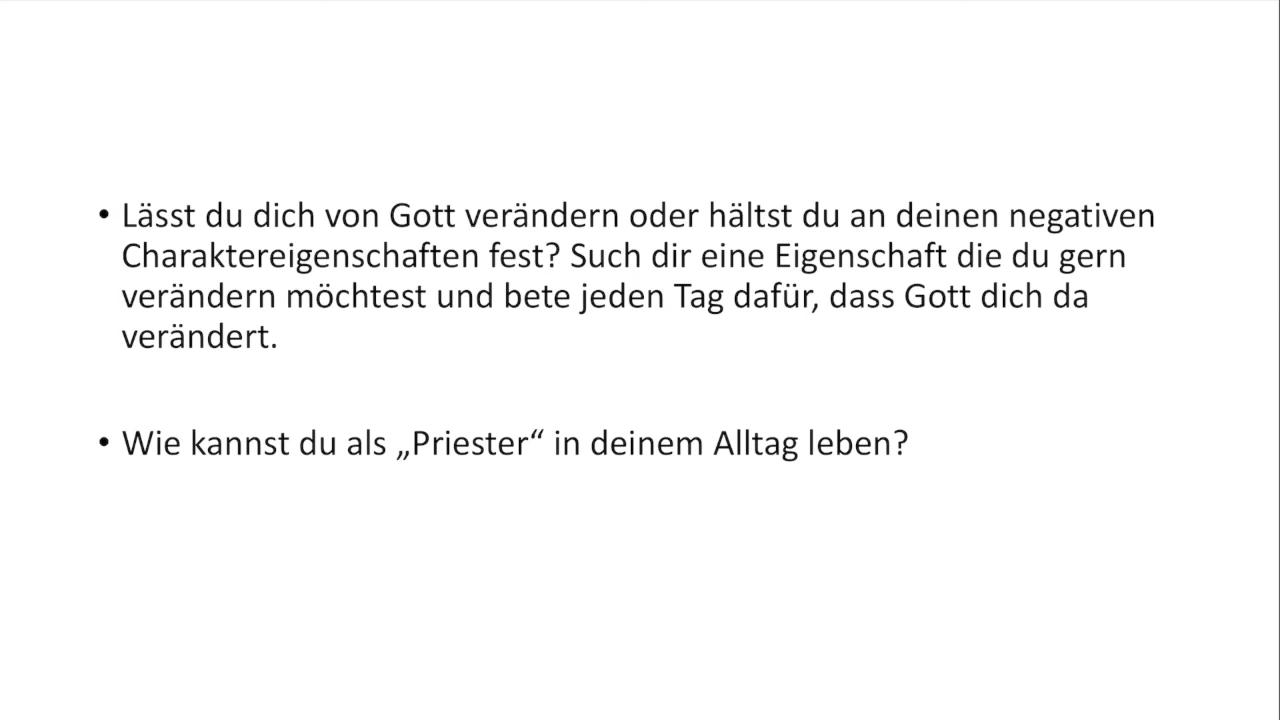 • Lässt du dich von Gott verändern oder hältst du an deinen negativen
Charaktereigenschaften fest? Such dir eine Eigenschaft die du gern
verändern möchtest und bete jeden Tag dafür, dass Gott dich da
verändert.
• Wie kannst du als „Priester“ in deinem Alltag leben?